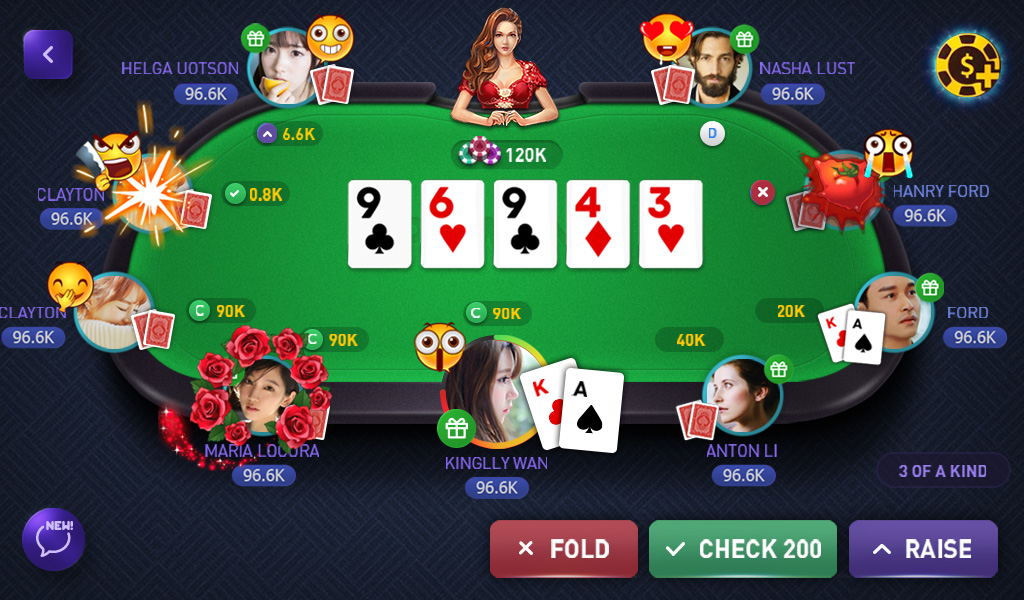 HELGA UOTSON
96.6K
NASHA LUST
96.6K
$+
6.6K
D
120K
CLAYTON
96.6K
0.8K
9 6 9 4 3
HANRY FORD
96.6K
CLAYTON
96.6K
C 90K
C 90K
C 90K
40K
20K
K A
FORD
96.6K
K A
MARIA LOCORA
96.6K
KINGLLY WAN
96.6K
ANTON LI
96.6K
3 OF A KIND
NEW!
FOLD
CHECK 200
RAISE